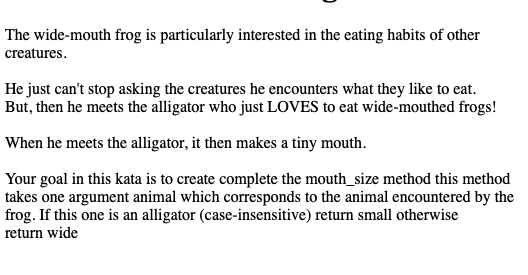 The wide-mouth frog is particularly interested in the eating habits of other
creatures.
He just can't stop asking the creatures he encounters what they like to eat.
But, then he meets the alligator who just LOVES to eat wide-mouthed frogs!
When he meets the alligator, it then makes a tiny mouth.
Your goal in this kata is to create complete the mouth_size method this method
takes one argument animal which corresponds to the animal encountered by the
frog. If this one is an alligator (case-insensitive) return small otherwise
return wide